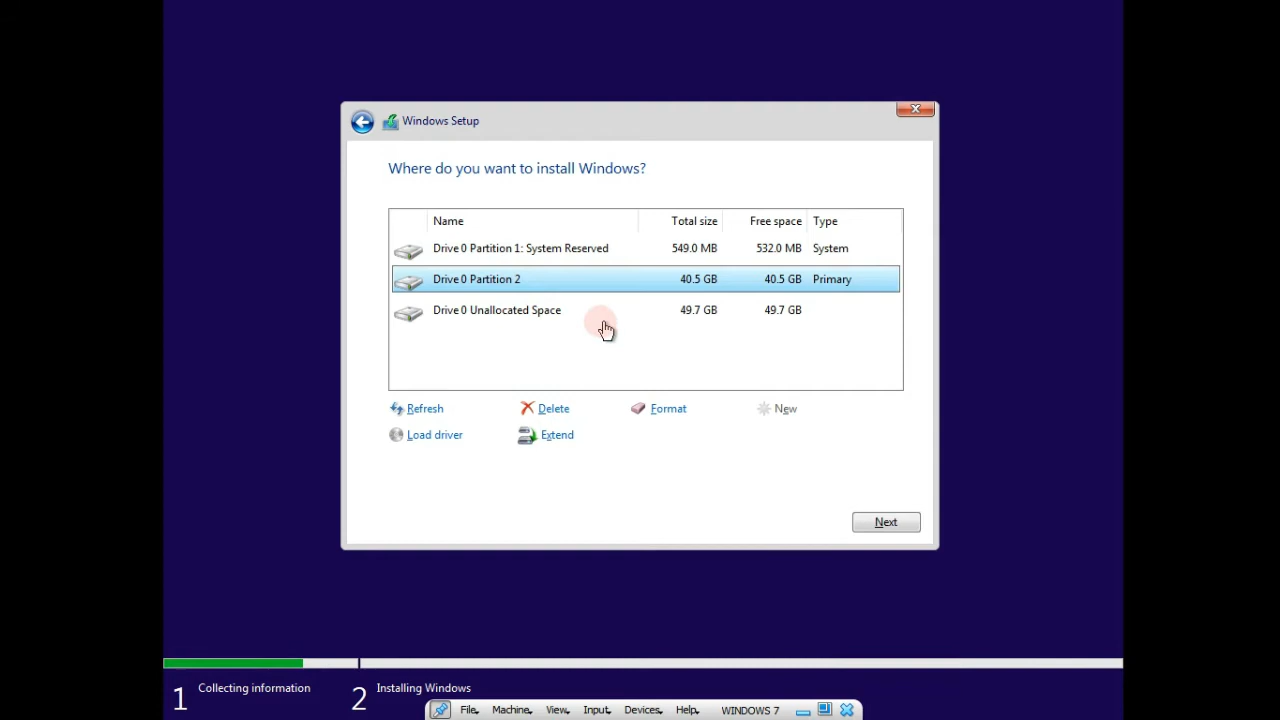 Windows Setup
Where do you want to install Windows?
Name Total size Free space Type
Drive 0 Partition 1: System Reserved 549.0 MB 532.0 MB System
Drive 0 Partition 2 40.5 GB 40.5 GB Primary
Drive 0 Unallocated Space 49.7 GB 49.7 GB
Refresh Delete Format New
Load driver Extend
Next
1 Collecting information 2 Installing Windows
File Machine View Input Devices Help WINDOWS 7